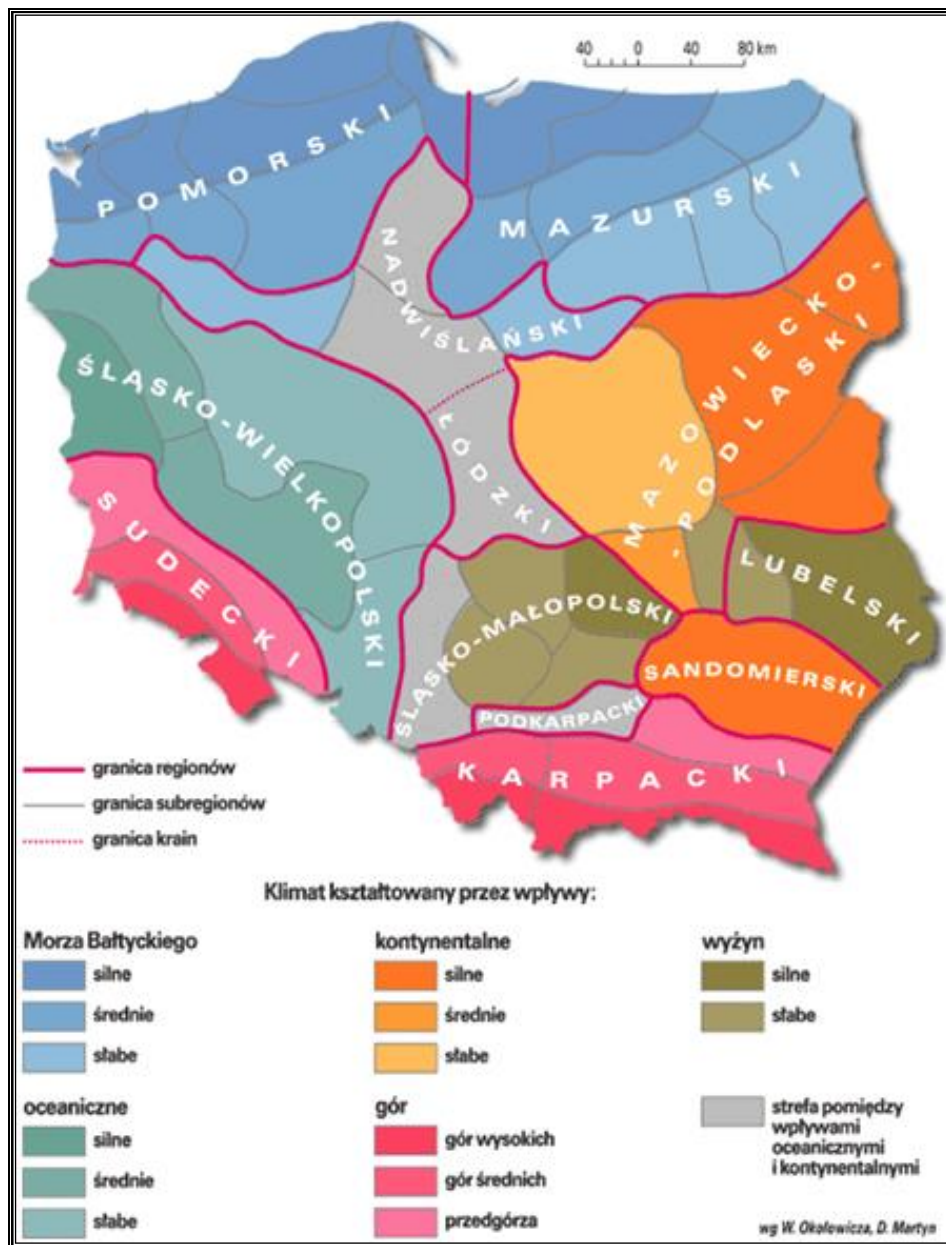 40 0 40 80 km
POMORSKI
MAZURSKI
NADWIŚLAŃSKI
MAZOWIECKO-
-PODLASKI
ŚLĄSKO-WIELKOPOLSKI
ŁÓDZKI
SUDECKI
LUBELSKI
ŚLĄSKO-MAŁOPOLSKI
SANDOMIERSKI
PODKARPACKI
KARPACKI
granica regionów
granica subregionów
granica krain
Klimat kształtowany przez wpływy:
Morza Bałtyckiego
silne
średnie
słabe
kontynentalne
silne
średnie
słabe
wyżyn
silne
słabe
oceaniczne
silne
średnie
słabe
gór
gór wysokich
gór średnich
przedgórza
strefa pomiędzy
wpływami
oceanicznymi
i kontynentalnymi
wg W. Okołowicza, D. Martyn